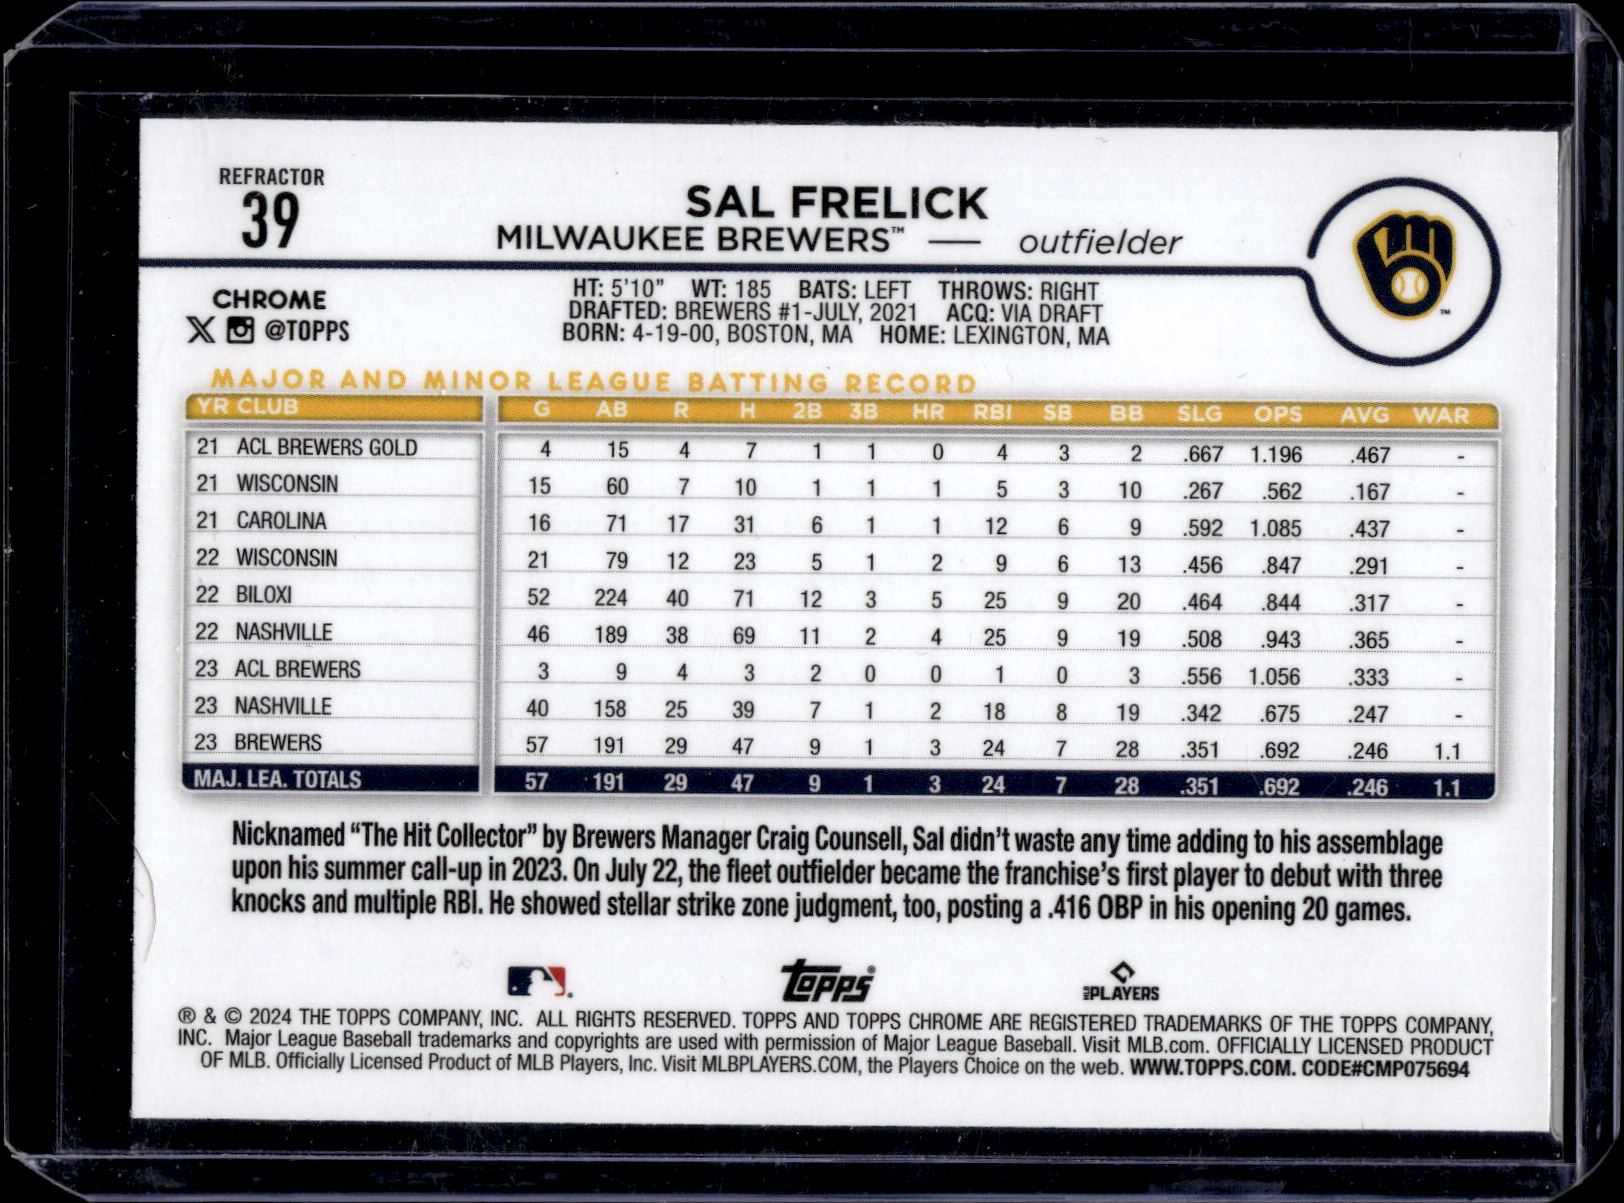 REFRACTOR
39
SAL FRELICK
MILWAUKEE BREWERS™ — outfielder
CHROME
X @TOPPS
HT: 5'10” WT: 185 BATS: LEFT THROWS: RIGHT
DRAFTED: BREWERS #1-JULY, 2021 ACQ: VIA DRAFT
BORN: 4-19-00, BOSTON, MA HOME: LEXINGTON, MA
TM
MAJOR AND MINOR LEAGUE BATTING RECORD
YR CLUB G AB R H 2B 3B HR RBI SB BB SLG OPS AVG WAR
21 ACL BREWERS GOLD 4 15 4 7 1 1 0 4 3 2 .667 1.196 .467 -
21 WISCONSIN 15 60 7 10 1 1 1 5 3 10 .267 .562 .167 -
21 CAROLINA 16 71 17 31 6 1 1 12 6 9 .592 1.085 .437 -
22 WISCONSIN 21 79 12 23 5 1 2 9 6 13 .456 .847 .291 -
22 BILOXI 52 224 40 71 12 3 5 25 9 20 .464 .844 .317 -
22 NASHVILLE 46 189 38 69 11 2 4 25 9 19 .508 .943 .365 -
23 ACL BREWERS 3 9 4 3 2 0 0 1 0 3 .556 1.056 .333 -
23 NASHVILLE 40 158 25 39 7 1 2 18 8 19 .342 .675 .247 -
23 BREWERS 57 191 29 47 9 1 3 24 7 28 .351 .692 .246 1.1
MAJ. LEA. TOTALS 57 191 29 47 9 1 3 24 7 28 .351 .692 .246 1.1
Nicknamed “The Hit Collector” by Brewers Manager Craig Counsell, Sal didn’t waste any time adding to his assemblage
upon his summer call-up in 2023. On July 22, the fleet outfielder became the franchise’s first player to debut with three
knocks and multiple RBI. He showed stellar strike zone judgment, too, posting a .416 OBP in his opening 20 games.
TOPPS® MLB PLAYERS
® & © 2024 THE TOPPS COMPANY, INC. ALL RIGHTS RESERVED. TOPPS AND TOPPS CHROME ARE REGISTERED TRADEMARKS OF THE TOPPS COMPANY,
INC. Major League Baseball trademarks and copyrights are used with permission of Major League Baseball. Visit MLB.com. OFFICIALLY LICENSED PRODUCT
OF MLB. Officially Licensed Product of MLB Players, Inc. Visit MLBPLAYERS.COM, the Players Choice on the web. WWW.TOPPS.COM. CODE#CMP075694